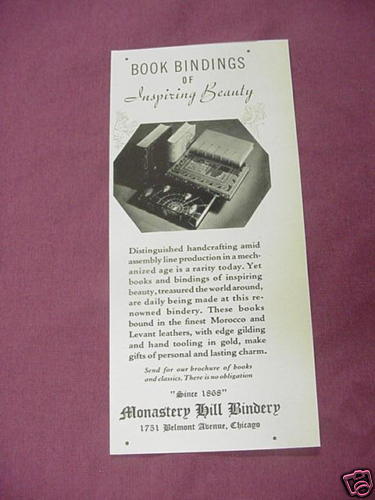 BOOK BINDINGS
OF
Inspiring Beauty
Distinguished handcrafting amid
assembly line production in a mech-
anized age is a rarity today. Yet
books and bindings of inspiring
beauty, treasured the world around,
are daily being made at this re-
nowned bindery. These books
bound in the finest Morocco and
Levant leathers, with edge gilding
and hand tooling in gold, make
gifts of personal and lasting charm.
Send for our brochure of books
and classics. There is no obligation
"Since 1868"
Monastery Hill Bindery
1751 Belmont Avenue, Chicago